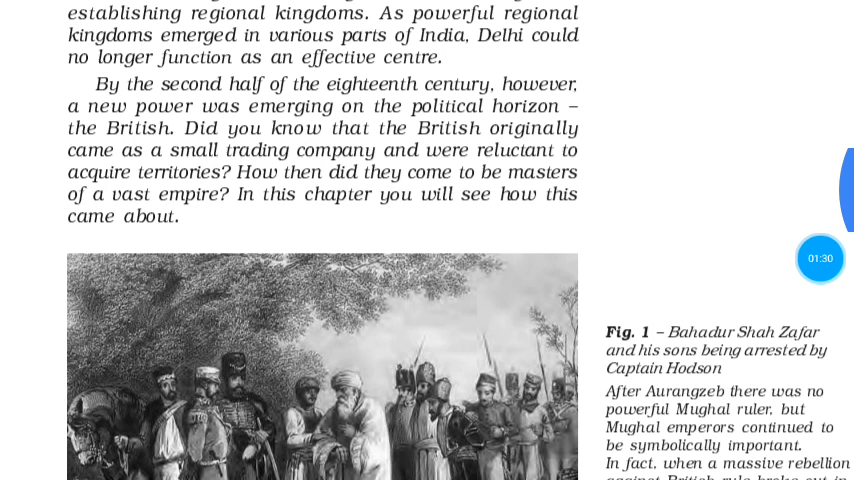 establishing regional kingdoms. As powerful regional
kingdoms emerged in various parts of India, Delhi could
no longer function as an effective centre.
By the second half of the eighteenth century, however,
a new power was emerging on the political horizon –
the British. Did you know that the British originally
came as a small trading company and were reluctant to
acquire territories? How then did they come to be masters
of a vast empire? In this chapter you will see how this
came about.
01:30
Fig. 1 – Bahadur Shah Zafar
and his sons being arrested by
Captain Hodson
After Aurangzeb there was no
powerful Mughal ruler, but
Mughal emperors continued to
be symbolically important.
In fact, when a massive rebellion
against British rule broke out in